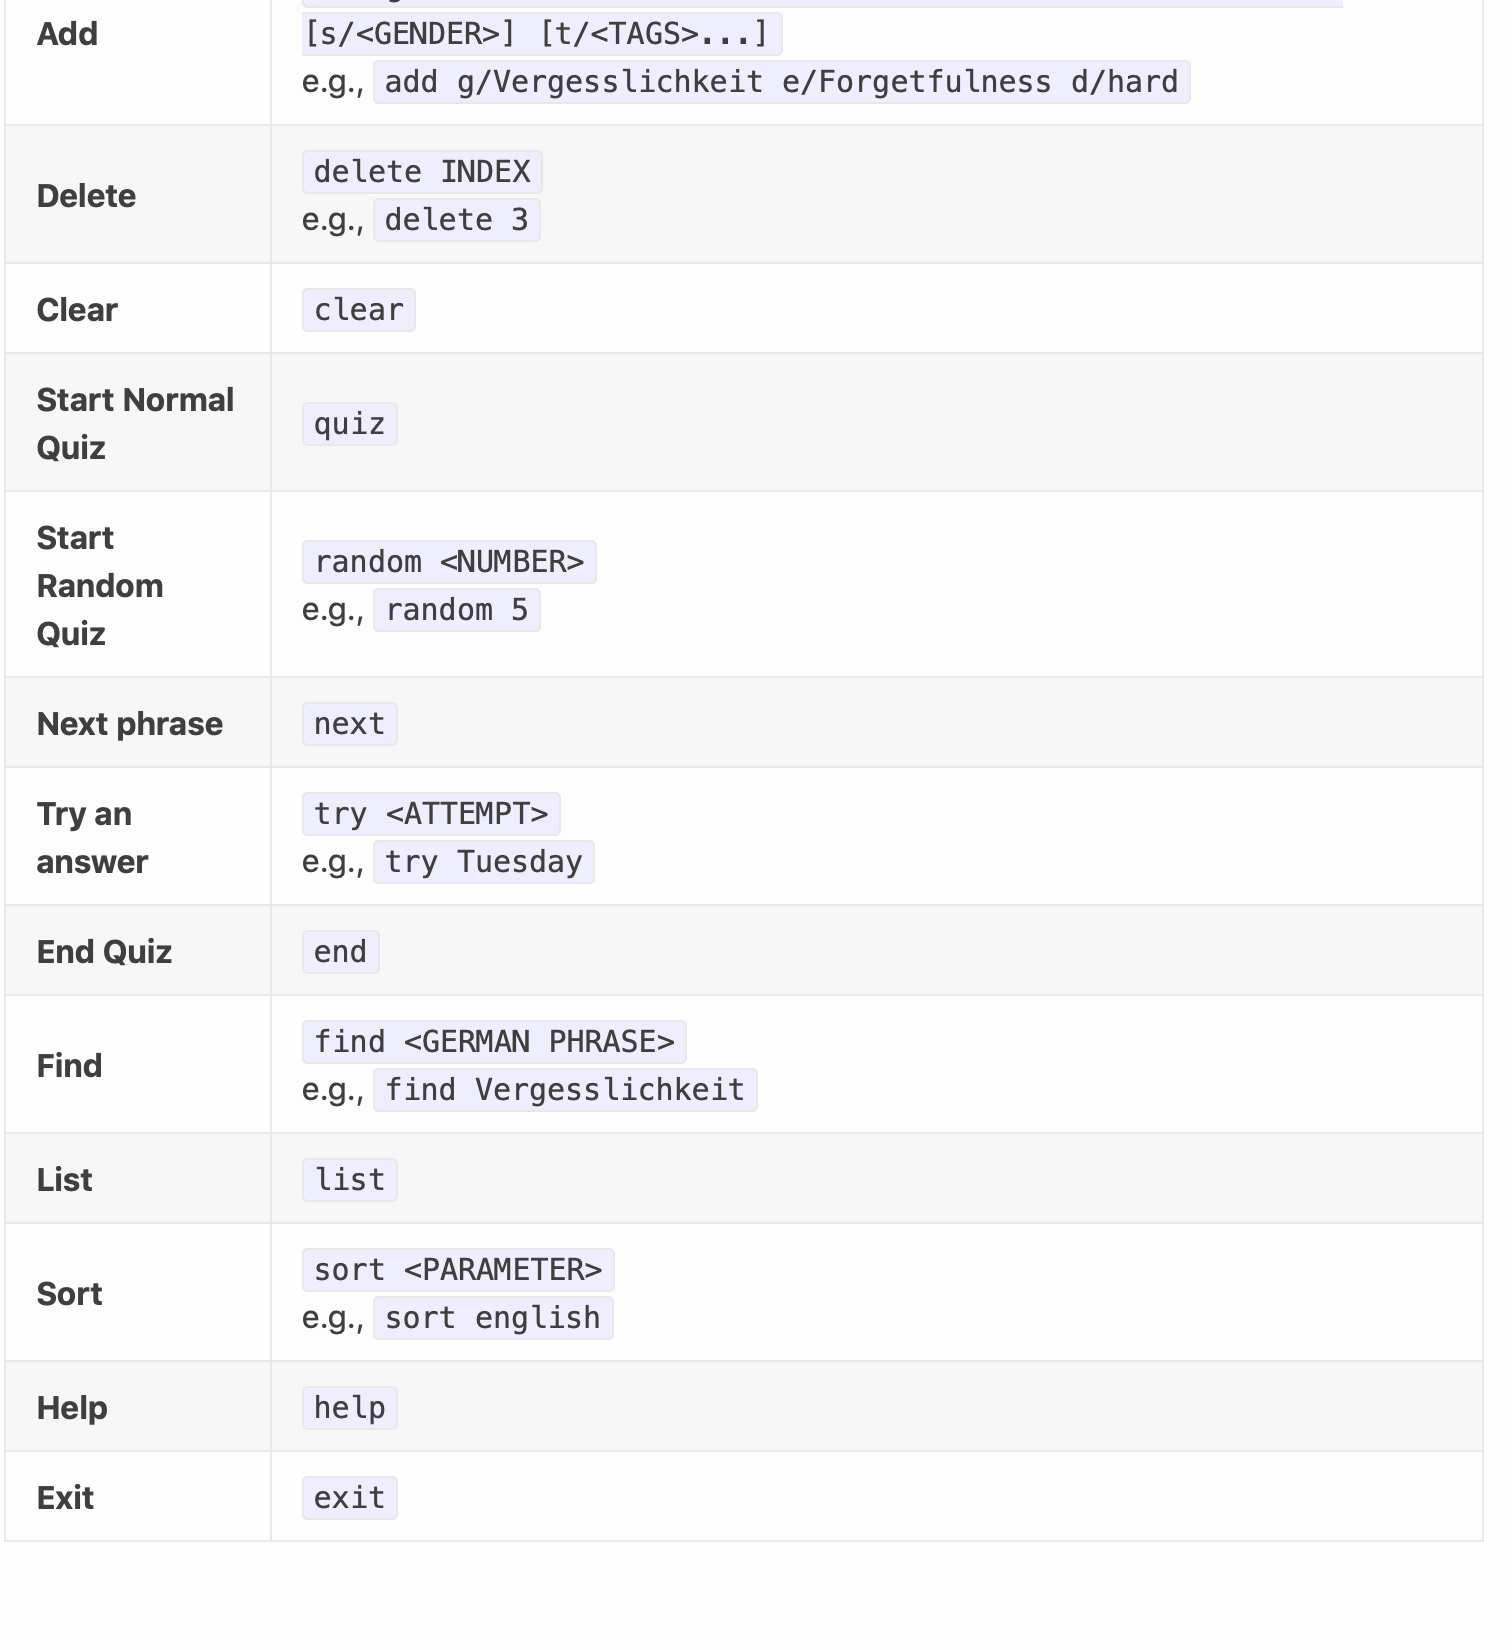 Add
[s/<GENDER>] [t/<TAGS>...]
e.g., add g/Vergesslichkeit e/Forgetfulness d/hard
Delete
delete INDEX
e.g., delete 3
Clear
clear
Start Normal
Quiz
quiz
Start
Random
Quiz
random <NUMBER>
e.g., random 5
Next phrase
next
Try an
answer
try <ATTEMPT>
e.g., try Tuesday
End Quiz
end
Find
find <GERMAN PHRASE>
e.g., find Vergesslichkeit
List
list
Sort
sort <PARAMETER>
e.g., sort english
Help
help
Exit
exit